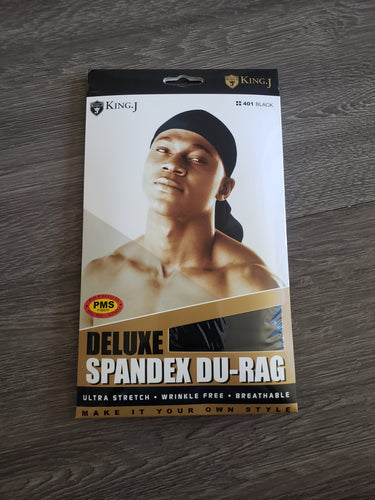 KING.J
KING.J
401 BLACK
PMS
DELUXE
SPANDEX DU-RAG
ULTRA STRETCH • WRINKLE FREE • BREATHABLE
MAKE IT YOUR OWN STYLE